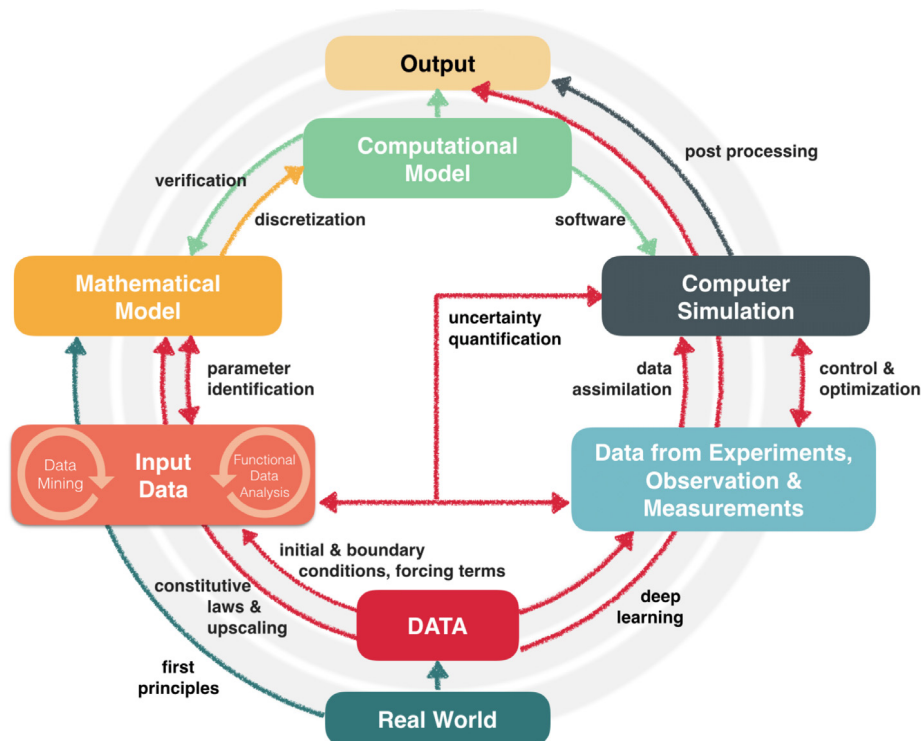 Output
Computational
Model
post processing
verification
discretization
software
Mathematical
Model
Computer
Simulation
uncertainty
quantification
parameter
identification
data
assimilation
control &
optimization
Data
Mining
Input
Data
Functional
Data
Analysis
Data from Experiments,
Observation &
Measurements
initial & boundary
conditions, forcing terms
constitutive
laws &
upscaling
DATA
deep
learning
first
principles
Real World